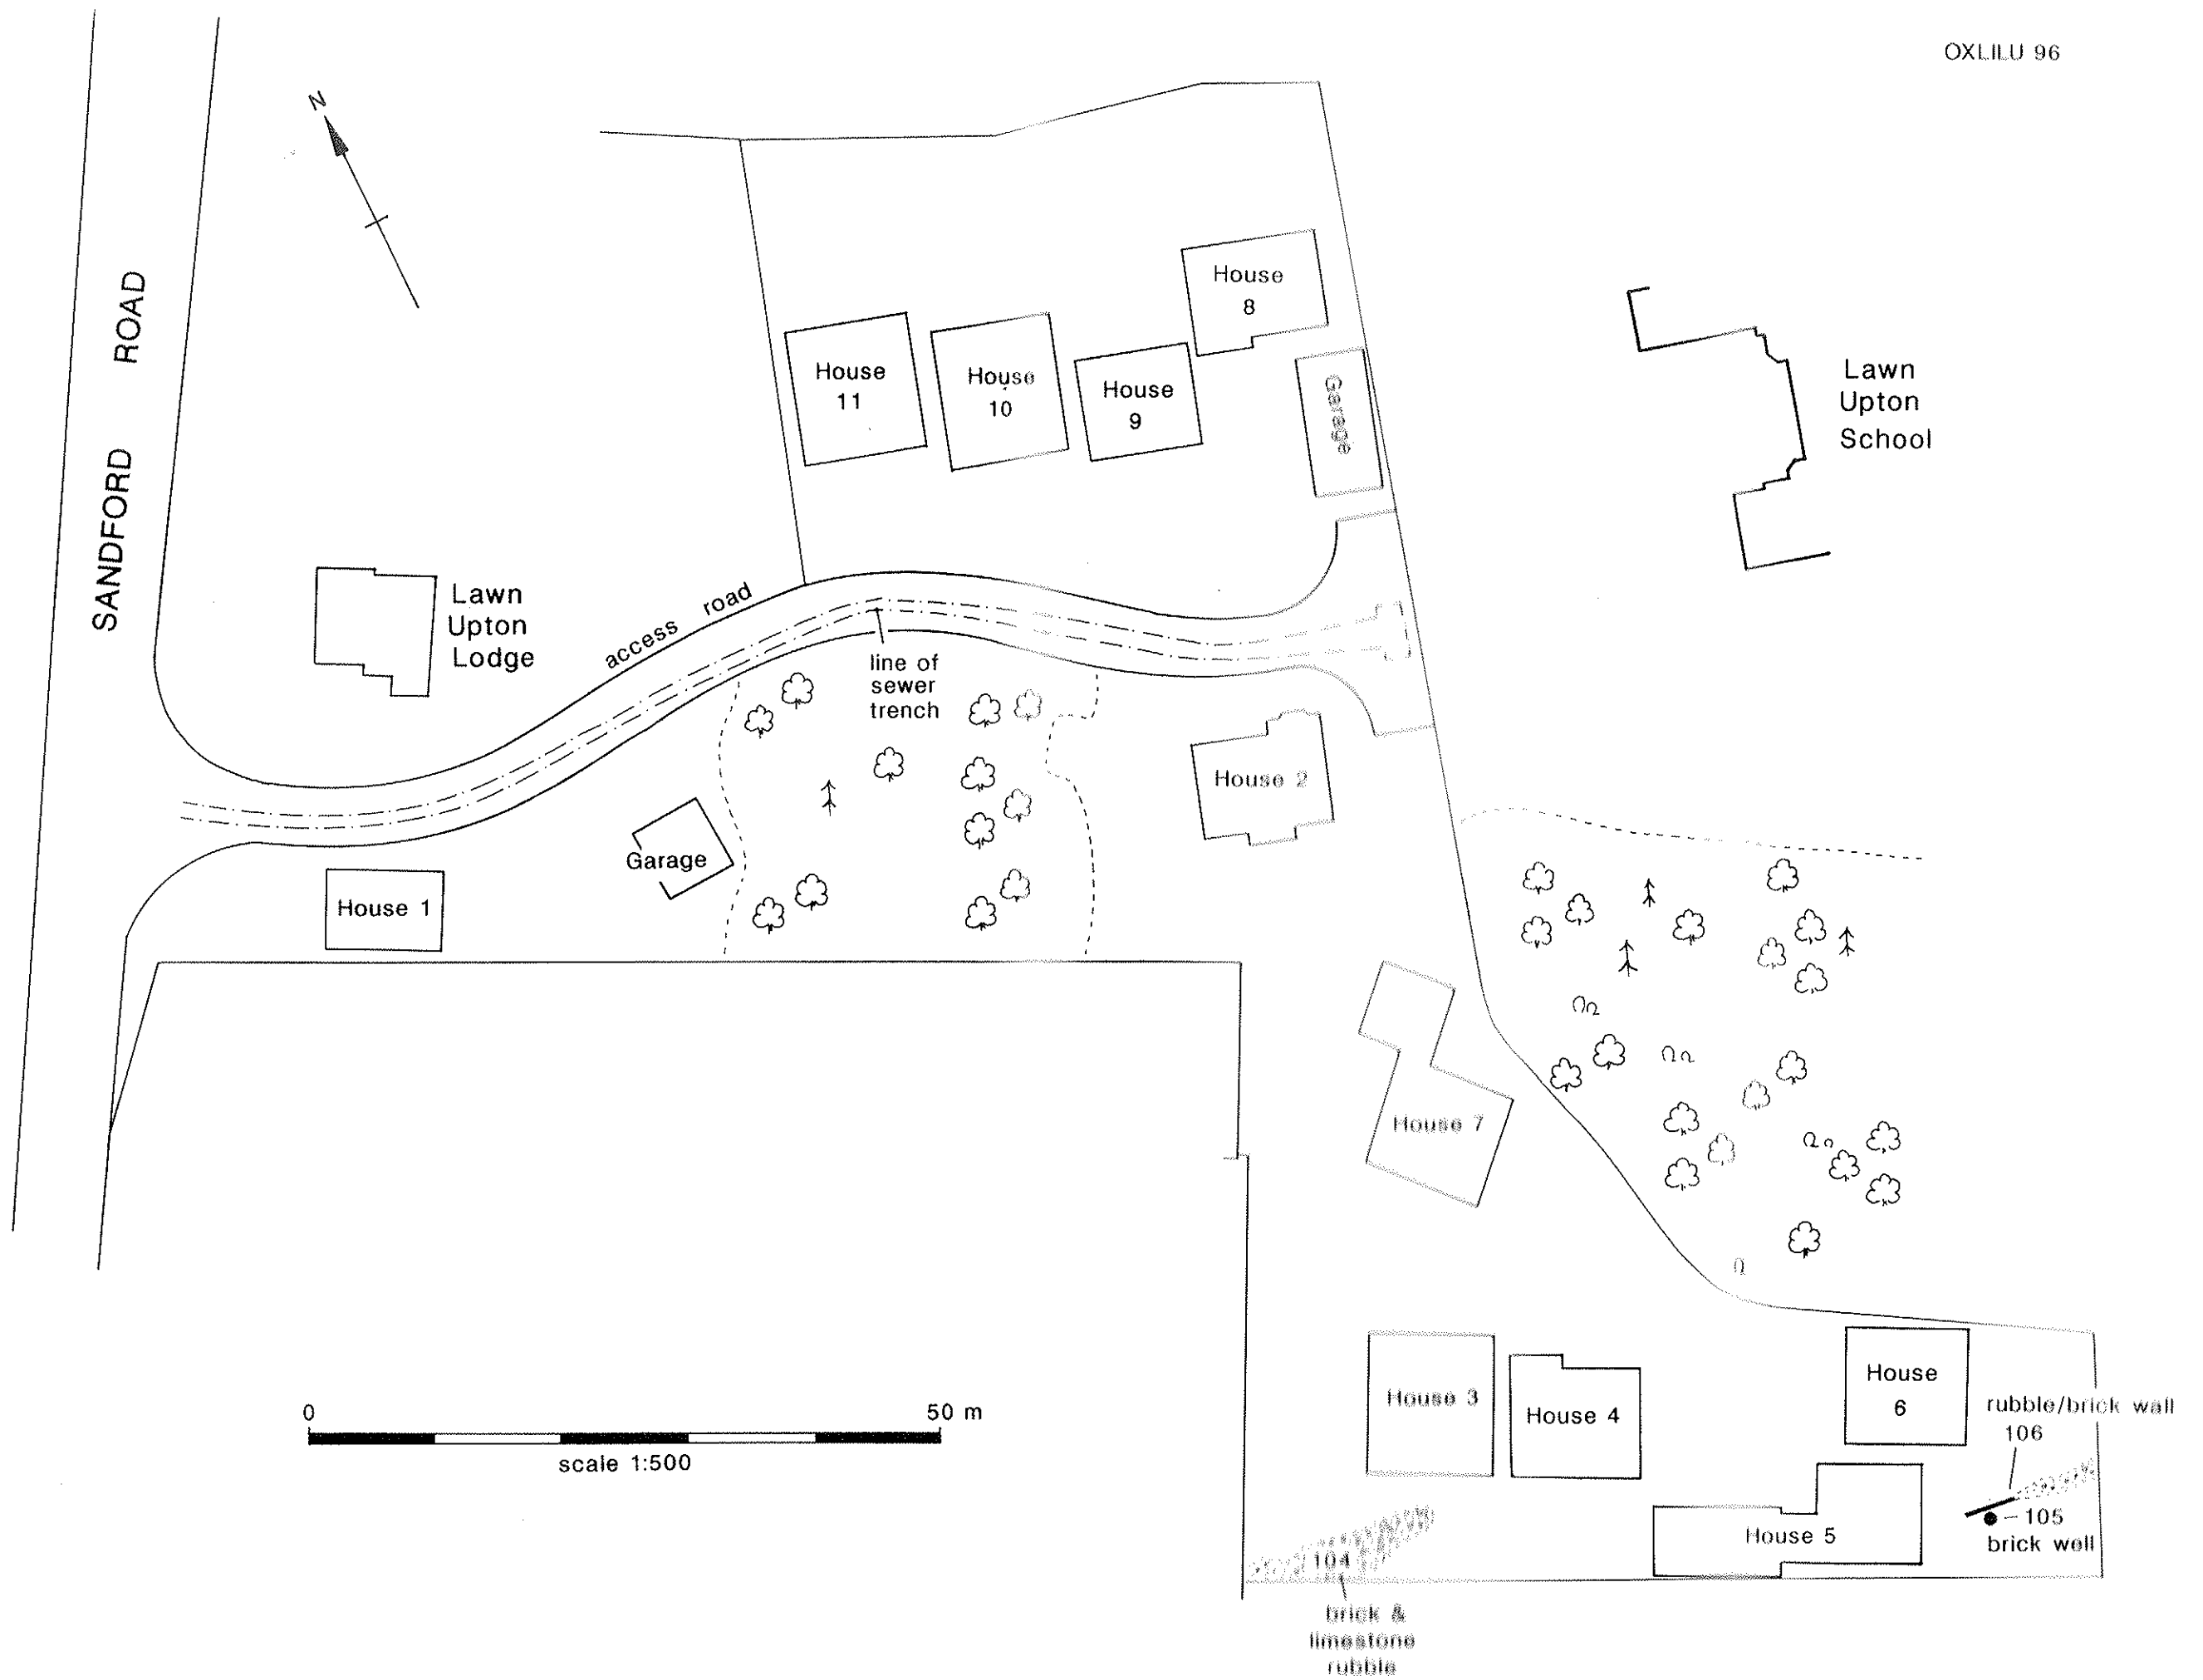 OXLILU 96
N
SANDFORD ROAD
House
8
House
11
House
10
House
9
Garage
Lawn
Upton
School
Lawn
Upton
Lodge
access road
line of
sewer
trench
House 2
Garage
House 1
House 7
0 50 m
scale 1:500
House 3
House 4
House
6
rubble/brick wall
106
House 5
105
brick well
104
brick &
limestone
rubble